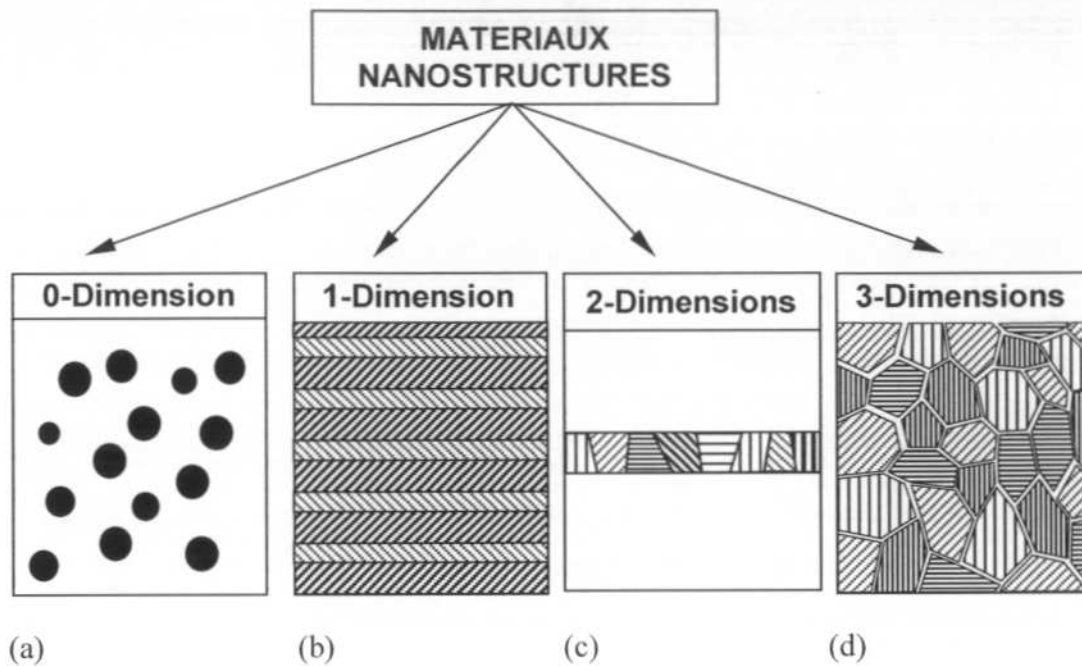 MATERIAUX
NANOSTRUCTURES
0-Dimension
1-Dimension
2-Dimensions
3-Dimensions
(a)
(b)
(c)
(d)